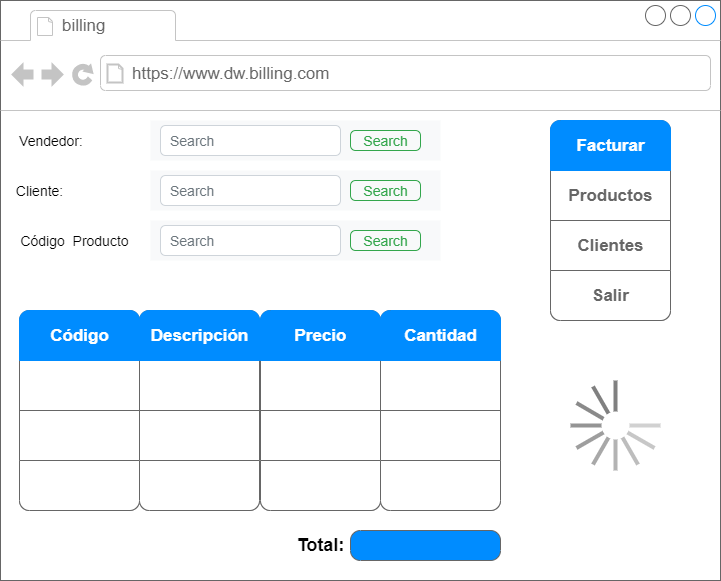 billing
https://www.dw.billing.com
Vendedor: Search Search
Cliente: Search Search
Código Producto Search Search
Facturar
Productos
Clientes
Salir
Código Descripción Precio Cantidad
Total: